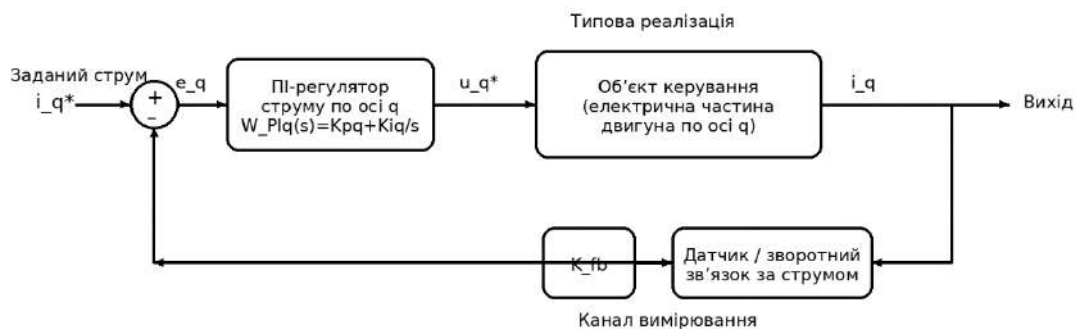 Типова реалізація
Заданий струм
i_q*
+
−
e_q
ПІ-регулятор
струму по осі q
W_PIq(s)=Kpq+Kiq/s
u_q*
Об’єкт керування
(електрична частина
двигуна по осі q)
i_q
Вихід
K_fb
Датчик / зворотний
зв’язок за струмом
Канал вимірювання